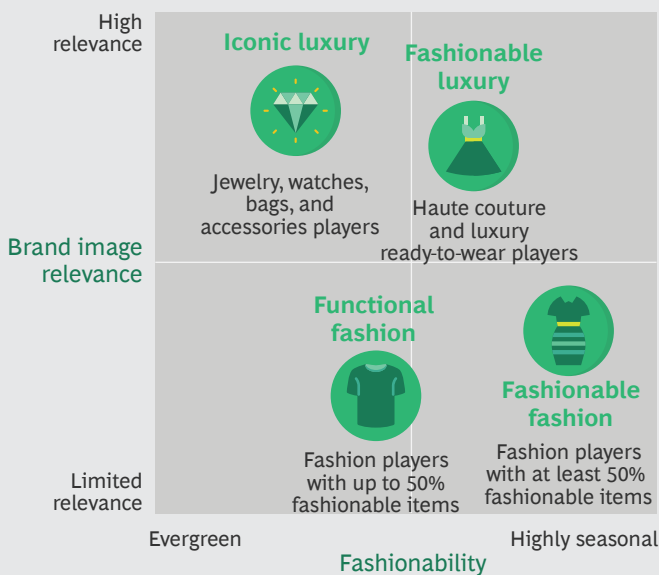 High
relevance
Iconic luxury
Fashionable
luxury
Jewelry, watches,
bags, and
accessories players
Haute couture
and luxury
ready-to-wear players
Brand image
relevance
Functional
fashion
Fashionable
fashion
Fashion players
with up to 50%
fashionable items
Fashion players
with at least 50%
fashionable items
Limited
relevance
Evergreen
Highly seasonal
Fashionability